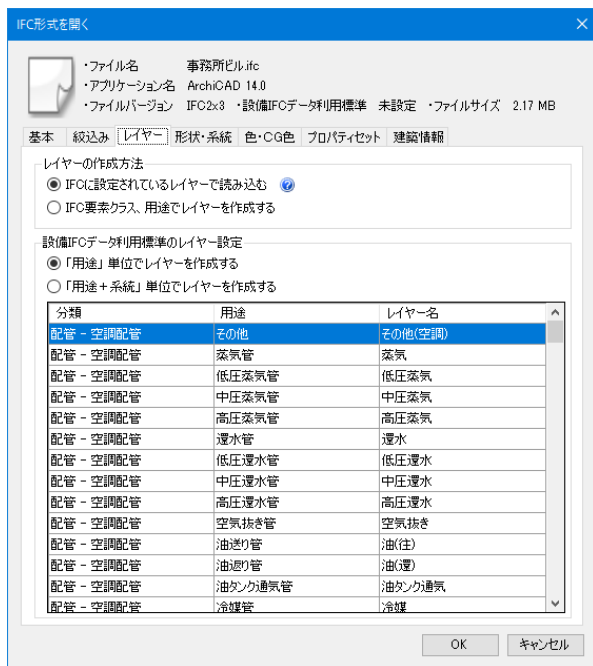 IFC形式を開く
・ファイル名 事務所ビル.ifc
・アプリケーション名 ArchiCAD 14.0
・ファイルバージョン IFC2x3 ・設備IFCデータ利用標準 未設定 ・ファイルサイズ 2.17 MB
基本 絞込み レイヤー 形状・系統 色・CG色 プロパティセット 建築情報
レイヤーの作成方法
IFCに設定されているレイヤーで読み込む
IFC要素クラス、用途でレイヤーを作成する
設備IFCデータ利用標準のレイヤー設定
「用途」単位でレイヤーを作成する
「用途+系統」単位でレイヤーを作成する
分類 用途 レイヤー名
配管 - 空調配管 その他 その他(空調)
配管 - 空調配管 蒸気管 蒸気
配管 - 空調配管 低圧蒸気管 低圧蒸気
配管 - 空調配管 中圧蒸気管 中圧蒸気
配管 - 空調配管 高圧蒸気管 高圧蒸気
配管 - 空調配管 還水管 還水
配管 - 空調配管 低圧還水管 低圧還水
配管 - 空調配管 中圧還水管 中圧還水
配管 - 空調配管 高圧還水管 高圧還水
配管 - 空調配管 空気抜き管 空気抜き
配管 - 空調配管 油送り管 油(往)
配管 - 空調配管 油返り管 油(還)
配管 - 空調配管 油タンク通気管 油タンク通気
配管 - 空調配管 冷媒管 冷媒
OK キャンセル